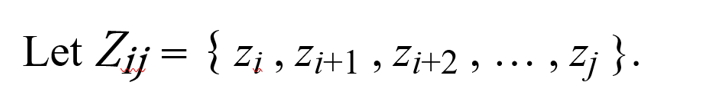 Let Zij = { zi , zi+1 , zi+2 , … , zj }.